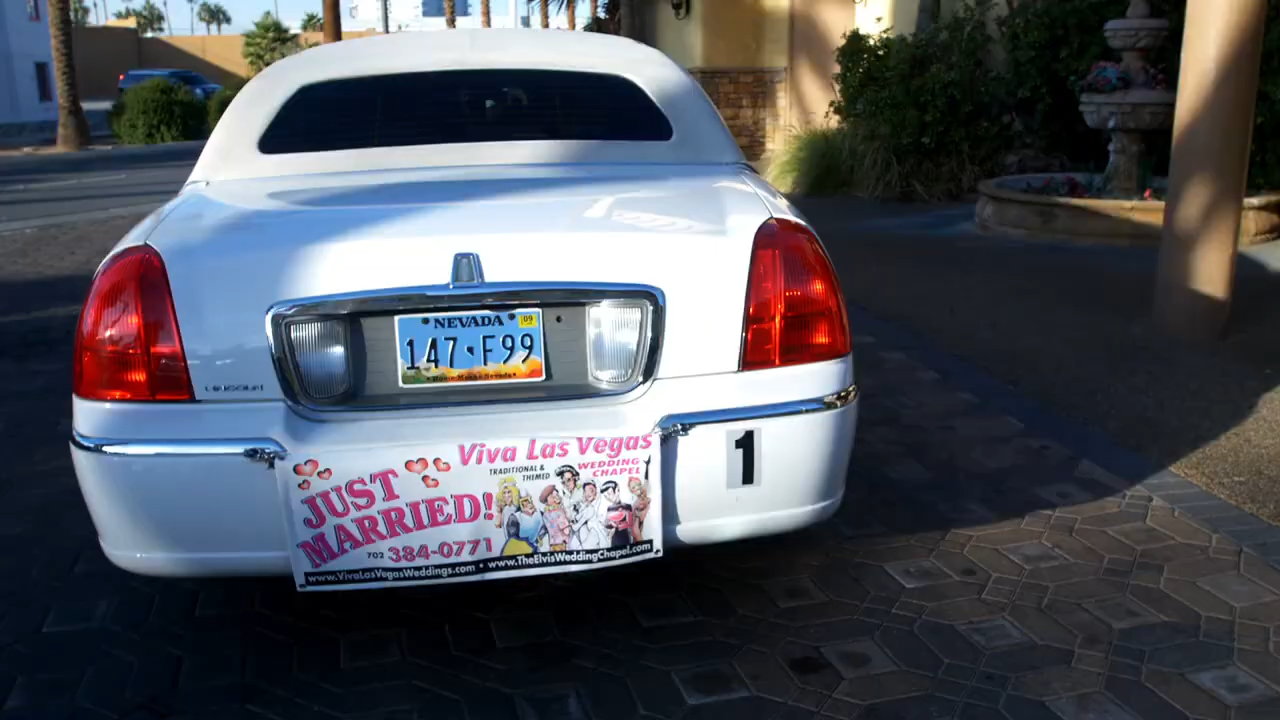 NEVADA 09
147·F99
LINCOLN
Viva Las Vegas
TRADITIONAL &
THEMED
WEDDING
CHAPEL
JUST
MARRIED!
702 384-0771
www.VivaLasVegasWeddings.com • www.TheElvisWeddingChapel.com
1